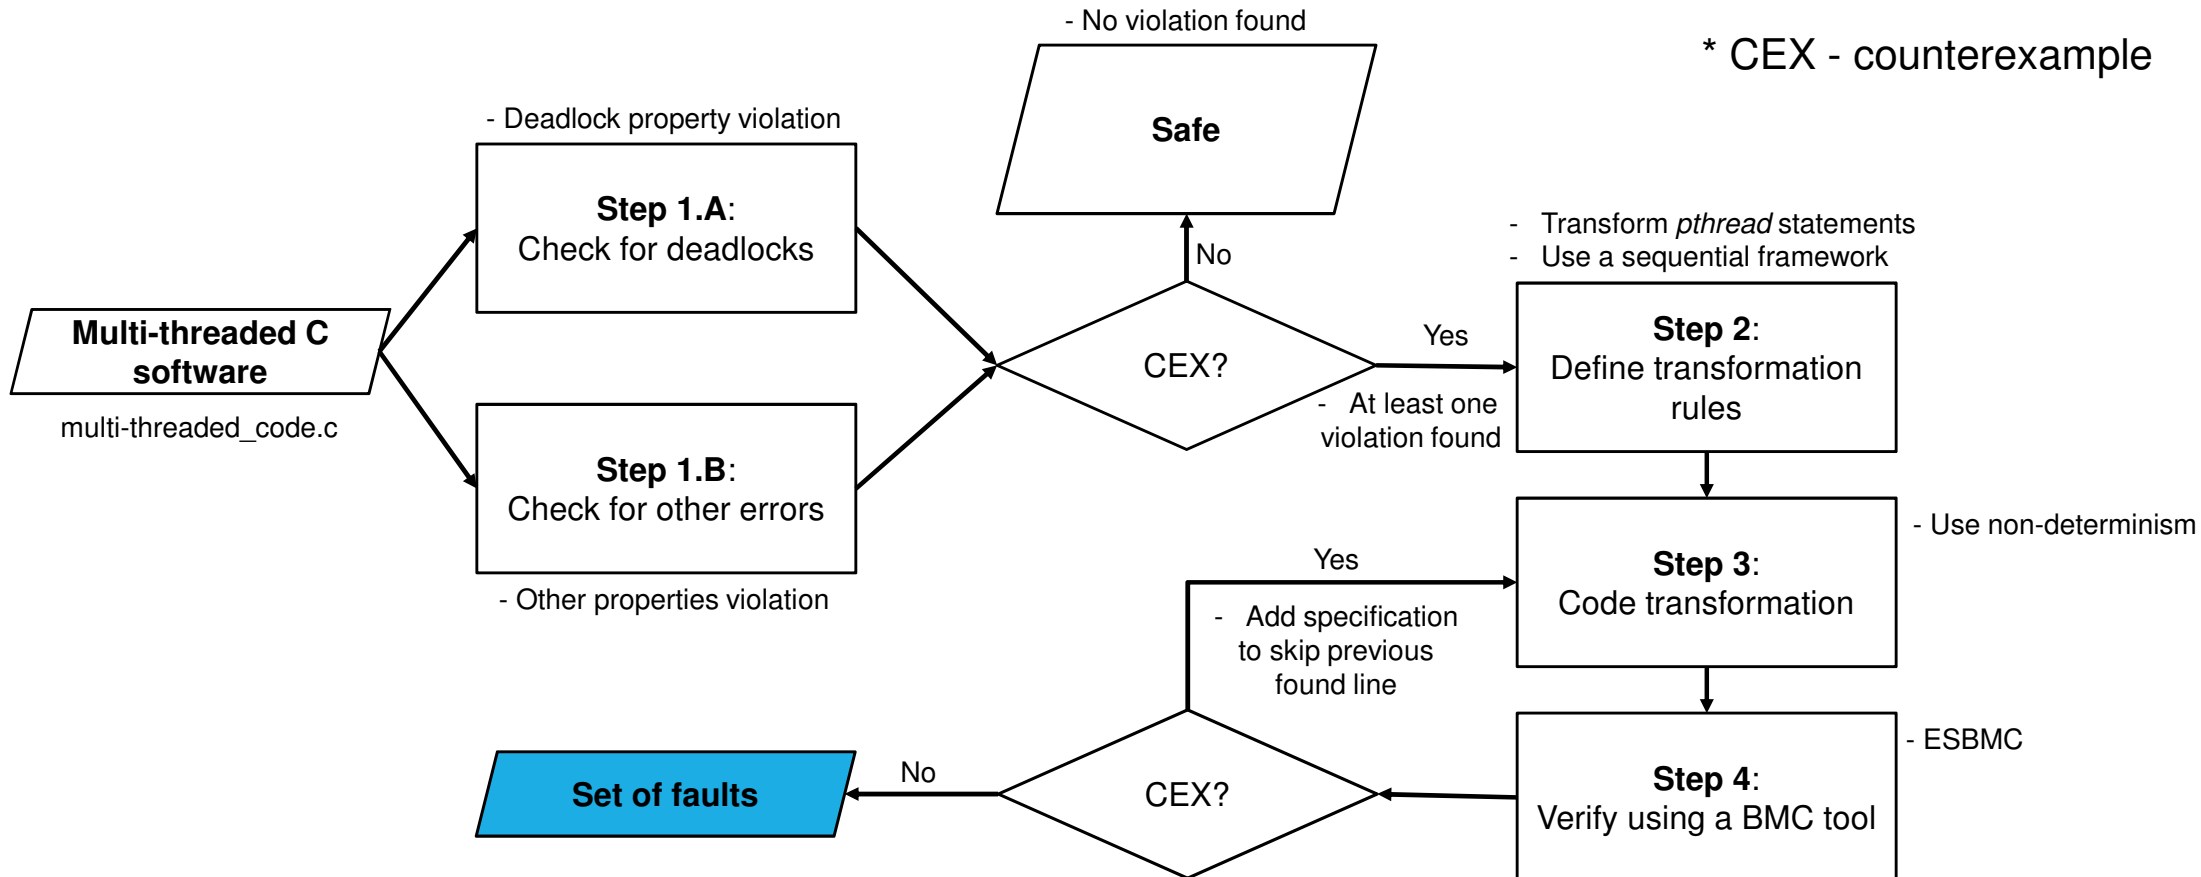 - No violation found
* CEX - counterexample
Safe
- Deadlock property violation
Step 1.A:
Check for deadlocks
Multi-threaded C
software
multi-threaded_code.c
Step 1.B:
Check for other errors
- Other properties violation
No
CEX?
Yes
- At least one
violation found
- Transform pthread statements
- Use a sequential framework
Step 2:
Define transformation
rules
- Use non-determinism
Step 3:
Code transformation
Yes
- Add specification
to skip previous
found line
- ESBMC
Step 4:
Verify using a BMC tool
CEX?
No
Set of faults